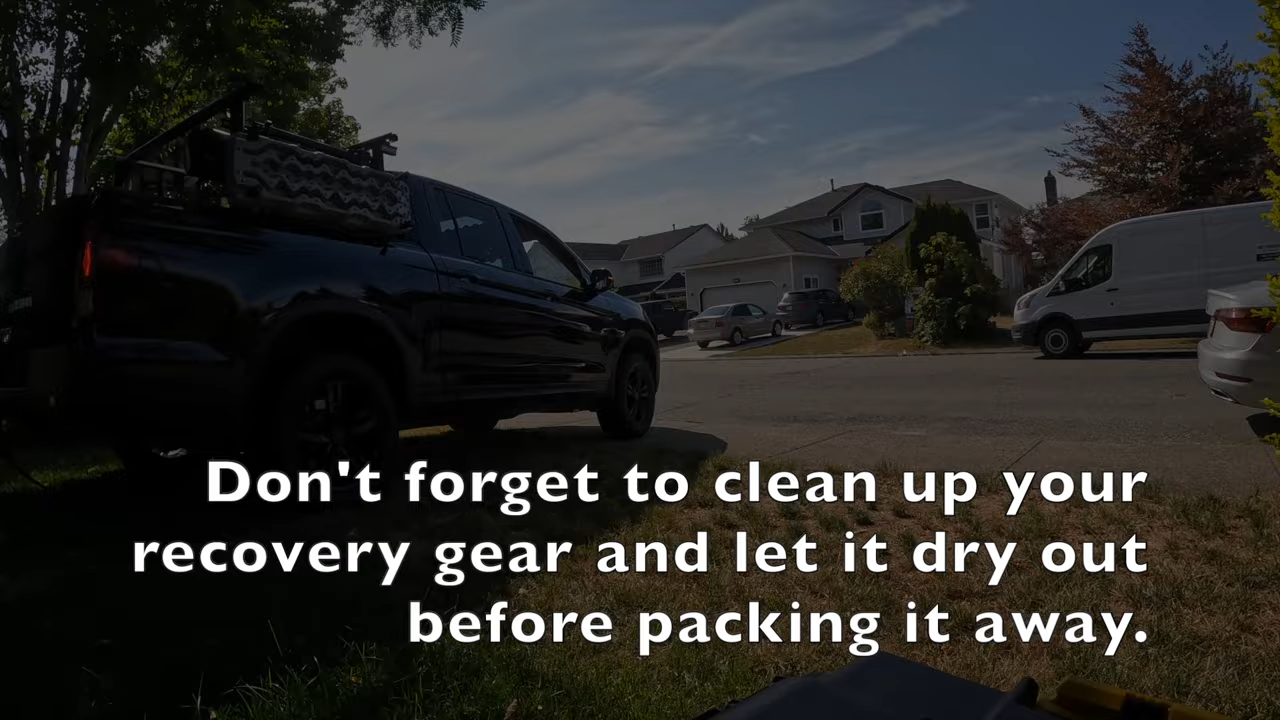 Don't forget to clean up your
recovery gear and let it dry out
before packing it away.